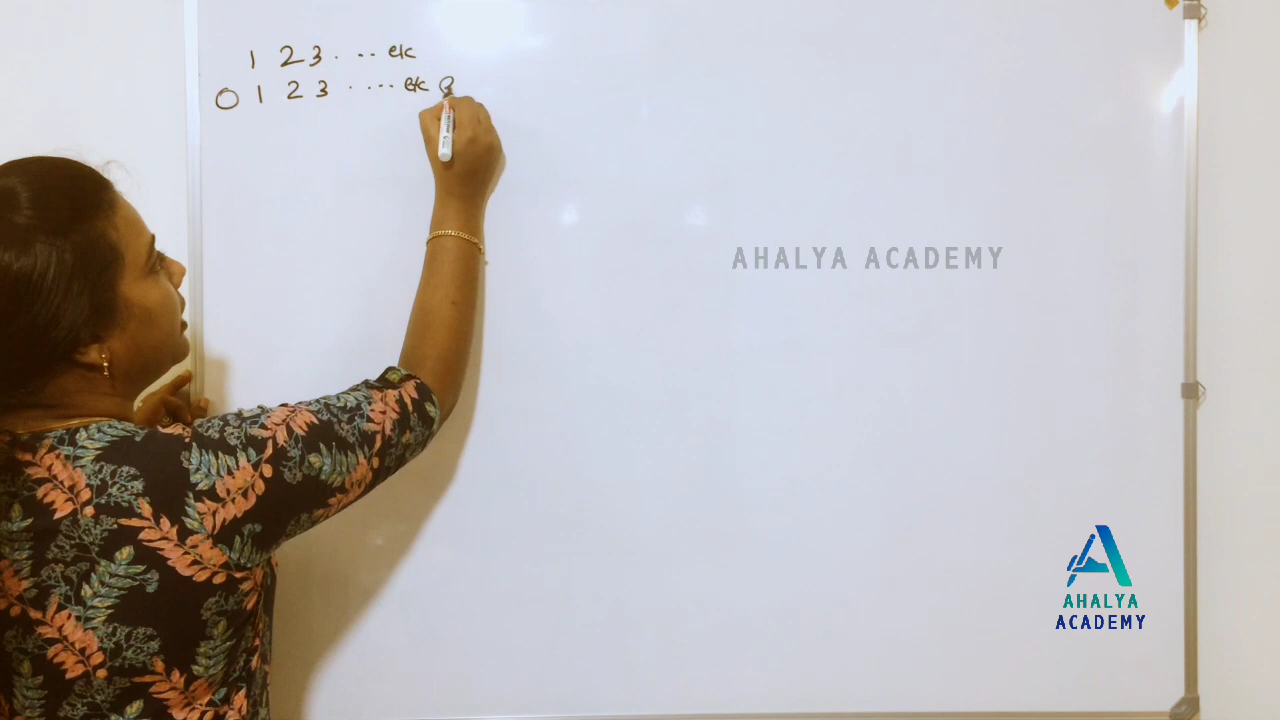 1 2 3 . ... etc
0 1 2 3 ..... etc
AHALYA ACADEMY
AHALYA
ACADEMY